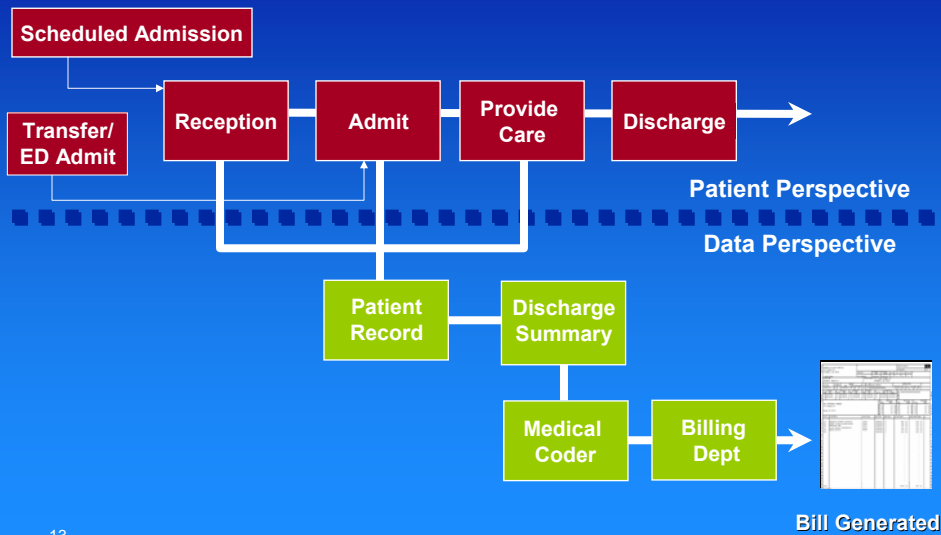 Scheduled Admission
Transfer/
ED Admit
Reception
Admit
Provide
Care
Discharge
Patient Perspective
Data Perspective
Patient
Record
Discharge
Summary
Medical
Coder
Billing
Dept
Bill Generated
13